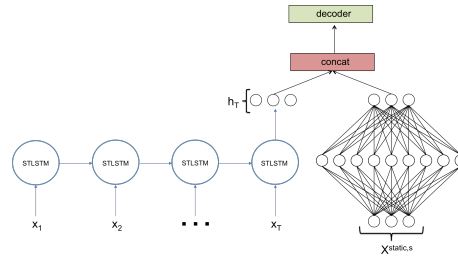 decoder
concat
h_T
STLSTM STLSTM STLSTM STLSTM
x_1 x_2 ... x_T
X^static,s